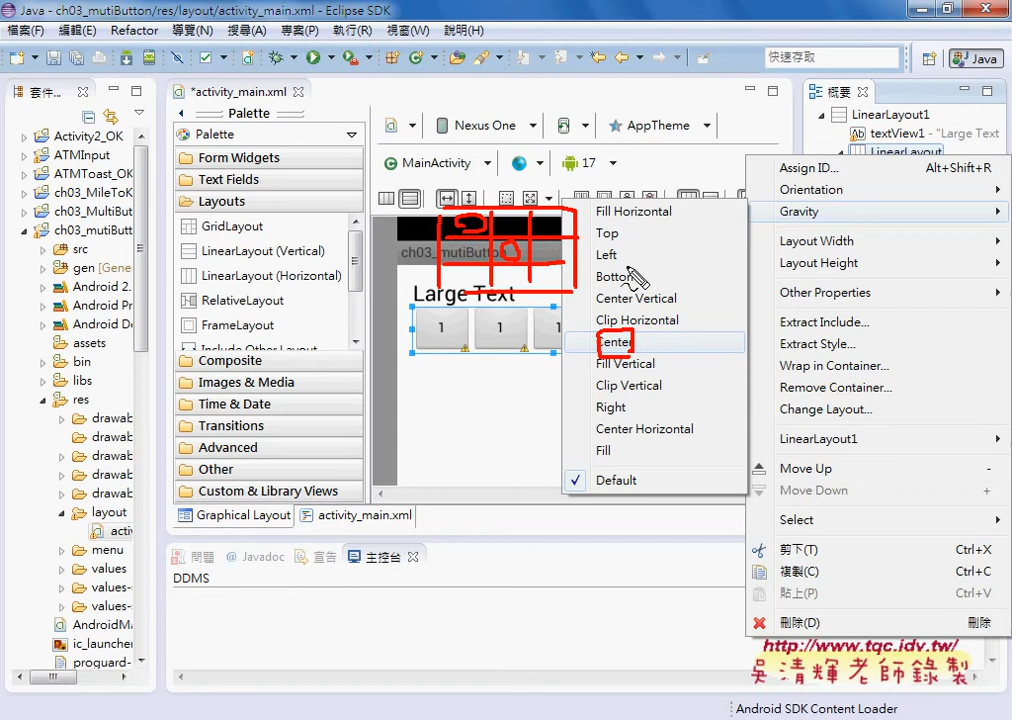 Java - ch03_mutiButton/res/layout/activity_main.xml - Eclipse SDK
檔案(F) 編輯(E) Refactor 導覽(N) 搜尋(A) 專案(P) 執行(R) 視窗(W) 說明(H)
快速存取
Java
套件...
*activity_main.xml
概要
Palette
Palette
Form Widgets
Text Fields
Layouts
GridLayout
LinearLayout (Vertical)
LinearLayout (Horizontal)
RelativeLayout
FrameLayout
Include Other Layout
Composite
Images & Media
Time & Date
Transitions
Advanced
Other
Custom & Library Views
Graphical Layout
activity_main.xml
Activity2_OK
ATMInput
ATMToast_OK
ch03_MileToK
ch03_MultiButt
ch03_mutiButt
src
gen [Gene
Android 2.
Android Pr
Android De
assets
bin
libs
res
drawab
drawab
drawab
drawab
drawab
layout
activ
menu
values
values-
values-
AndroidMa
ic_launcher
proguard-
Nexus One
AppTheme
MainActivity
17
ch03_mutiButton
Large Text
1
1
1
LinearLayout1
textView1 - "Large Text
LinearLayout
Fill Horizontal
Top
Left
Bottom
Center Vertical
Clip Horizontal
Center
Fill Vertical
Clip Vertical
Right
Center Horizontal
Fill
Default
Assign ID... Alt+Shift+R
Orientation
Gravity
Layout Width
Layout Height
Other Properties
Extract Include...
Extract Style...
Wrap in Container...
Remove Container...
Change Layout...
LinearLayout1
Move Up -
Move Down +
Select
剪下(T) Ctrl+X
複製(C) Ctrl+C
貼上(P) Ctrl+V
刪除(D) 刪除
問題
@ Javadoc
宣告
主控台
DDMS
http://www.tqc.idv.tw/
吳清輝老師錄製
Android SDK Content Loader